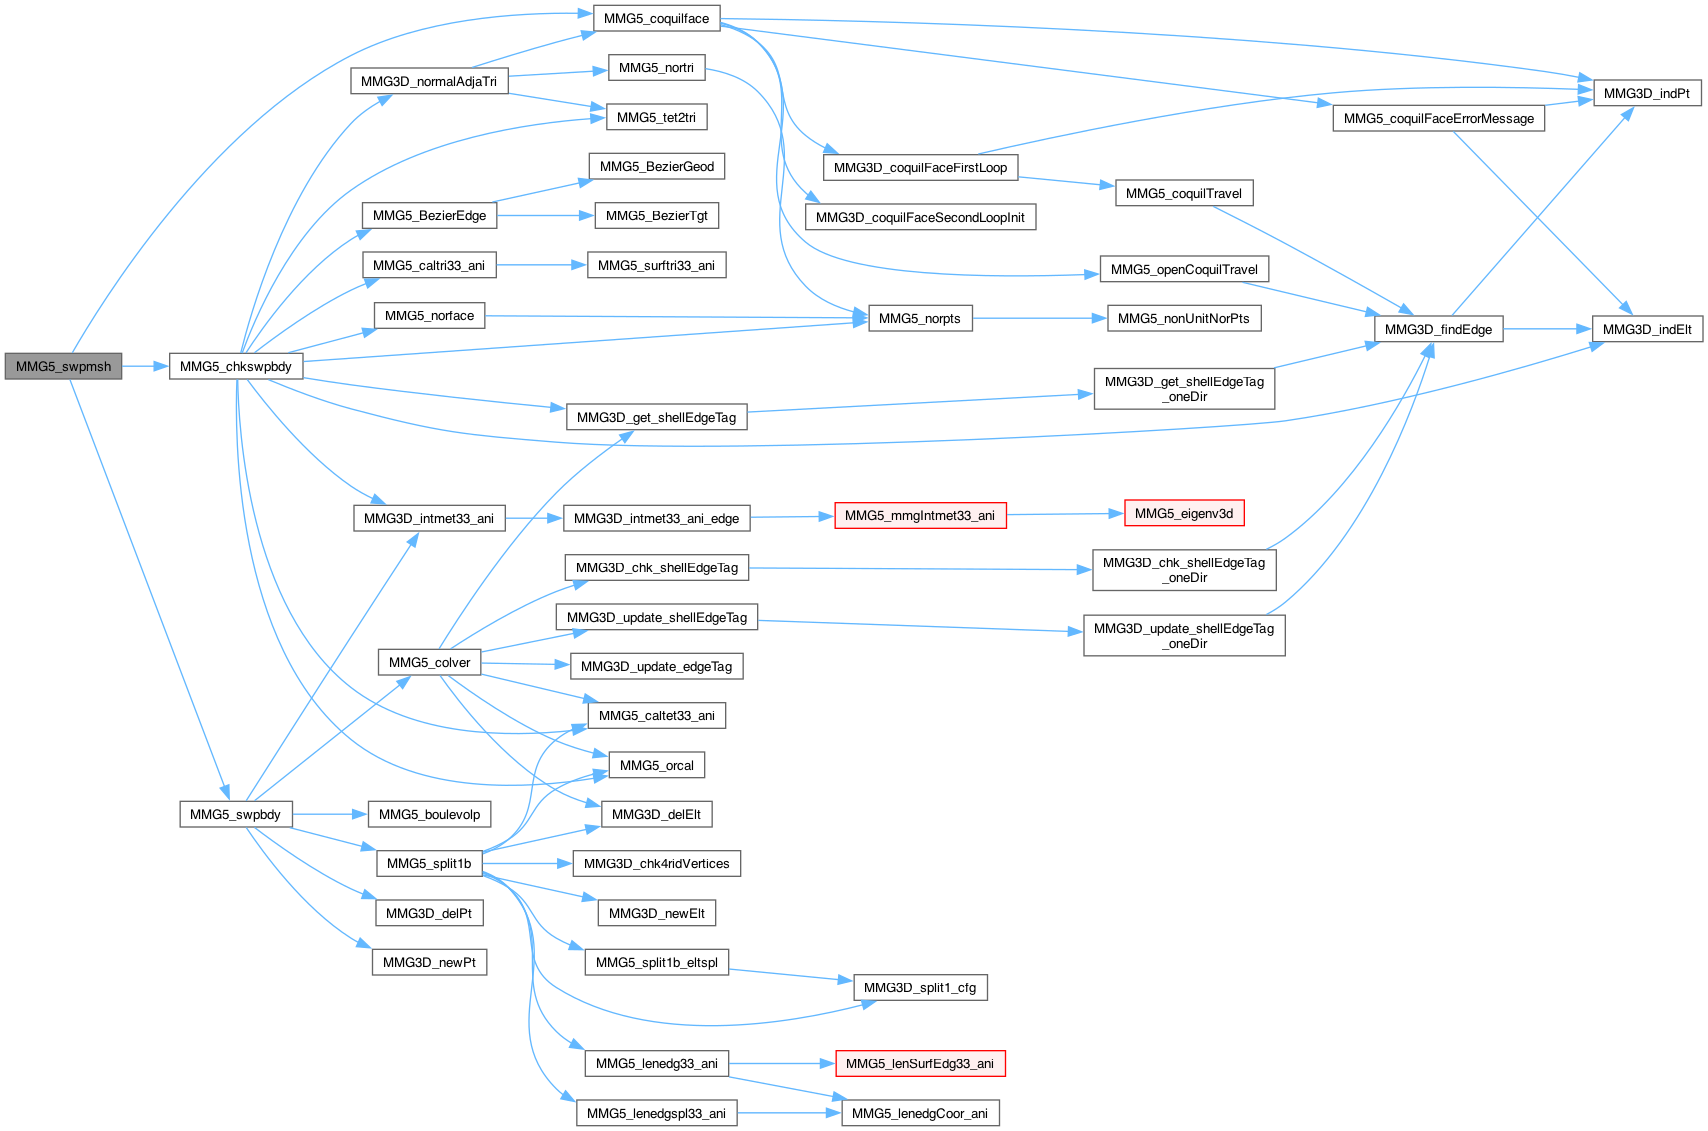 MMG5_swpmsh
MMG5_chkswpbdy
MMG5_swpbdy
MMG3D_normalAdjaTri
MMG5_BezierEdge
MMG5_caltri33_ani
MMG5_norface
MMG3D_intmet33_ani
MMG5_colver
MMG5_boulevolp
MMG5_split1b
MMG3D_delPt
MMG3D_newPt
MMG5_coquilface
MMG5_nortri
MMG5_tet2tri
MMG5_BezierGeod
MMG5_BezierTgt
MMG5_surftri33_ani
MMG3D_get_shellEdgeTag
MMG3D_intmet33_ani_edge
MMG3D_chk_shellEdgeTag
MMG3D_update_shellEdgeTag
MMG3D_update_edgeTag
MMG5_caltet33_ani
MMG5_orcal
MMG3D_delElt
MMG3D_chk4ridVertices
MMG3D_newElt
MMG5_split1b_eltspl
MMG5_lenedg33_ani
MMG5_lenedgspl33_ani
MMG3D_coquilFaceFirstLoop
MMG3D_coquilFaceSecondLoopInit
MMG5_norpts
MMG5_mmgIntmet33_ani
MMG3D_split1_cfg
MMG5_lenSurfEdg33_ani
MMG5_lenedgCoor_ani
MMG5_coquilTravel
MMG5_openCoquilTravel
MMG5_nonUnitNorPts
MMG3D_get_shellEdgeTag
_oneDir
MMG5_eigenv3d
MMG3D_chk_shellEdgeTag
_oneDir
MMG3D_update_shellEdgeTag
_oneDir
MMG5_coquilFaceErrorMessage
MMG3D_findEdge
MMG3D_indPt
MMG3D_indElt